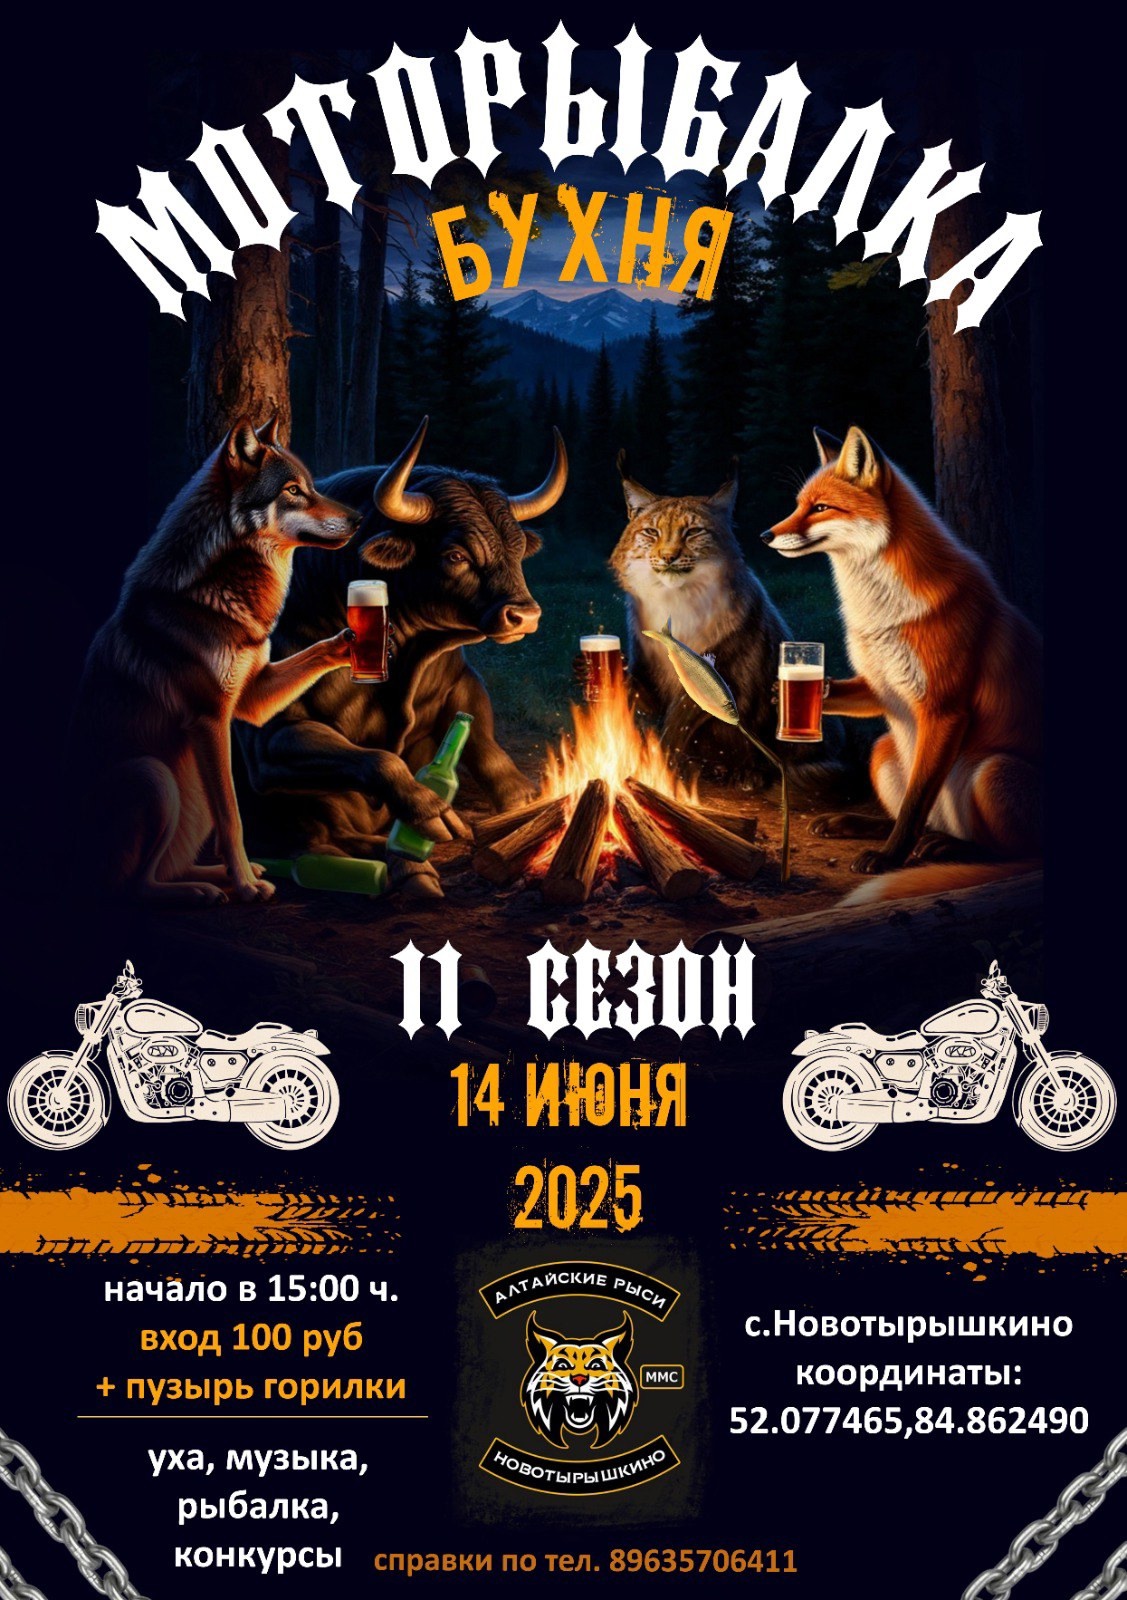 МОТОРЫБАЛКА
БУХНЯ
11 СЕЗОН
14 ИЮНЯ
2025
начало в 15:00 ч.
вход 100 руб
+ пузырь горилки
уха, музыка,
рыбалка,
конкурсы
АЛТАЙСКИЕ РЫСИ
ММС
НОВОТЫРЫШКИНО
с.Новотырышкино
координаты:
52.077465,84.862490
справки по тел. 89635706411